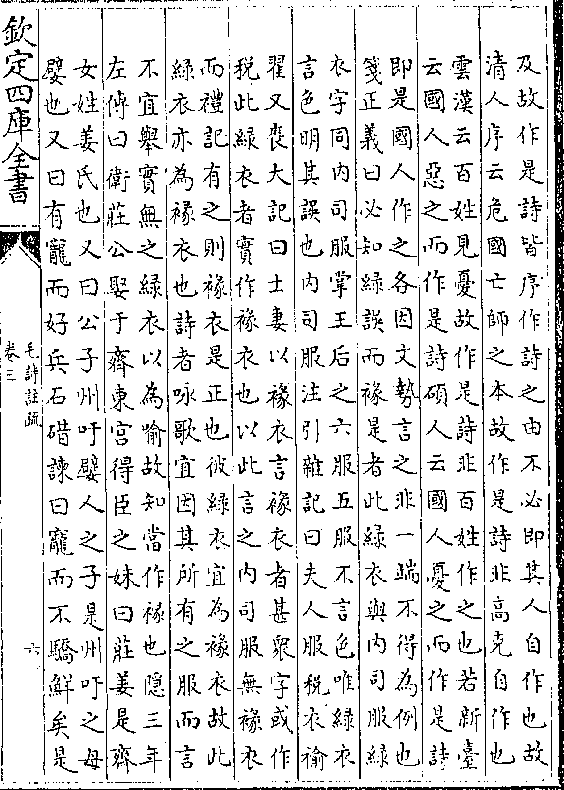 及故作是詩皆序作詩之由不必即其人自作也故
清人序云危國亡師之本故作是詩非高克自作也
雲漢云百姓見憂故作是詩非百姓作之也若新臺
云國人惡之而作是詩碩人云國人憂之而作是詩
即是國人作之各因文勢言之非一端不得為例也
箋正義曰必知緑誤而褖是者此緑衣與内司服緑
衣字同内司服掌王后之六服五服不言色唯緑衣
言色明其誤也内司服注引雜記曰夫人服税衣褕
翟又喪大記曰士妻以褖衣言褖衣者甚衆字或作
税此緑衣者實作褖衣也以此言之内司服無褖衣
而禮記有之則褖衣是正也彼緑衣宜為褖衣故此
緑衣亦為褖衣也詩者咏歌宜因其所有之服而言
不宜舉實無之緑衣以為喻故知當作褖也隱三年
左傳曰衛莊公娶于齊東宫得臣之妹曰莊姜是齊
女姓姜氏也又曰公子州吁嬖人之子是州吁之母
嬖也又曰有寵而好兵石碏諫曰寵而不驕鮮矣是
欽定四庫全書
毛詩註疏
卷三
六